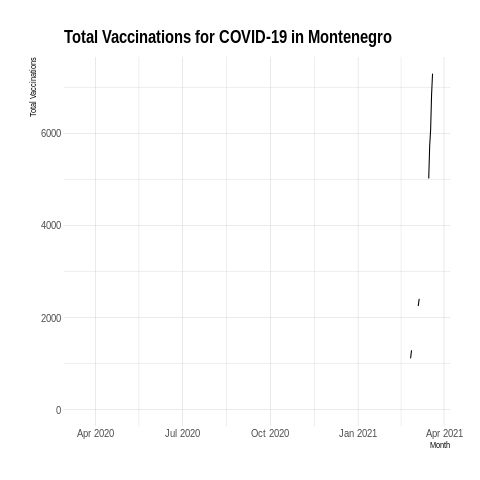 Total Vaccinations for COVID-19 in Montenegro
Total Vaccinations
6000
4000
2000
0
Apr 2020 Jul 2020 Oct 2020 Jan 2021 Apr 2021
Month